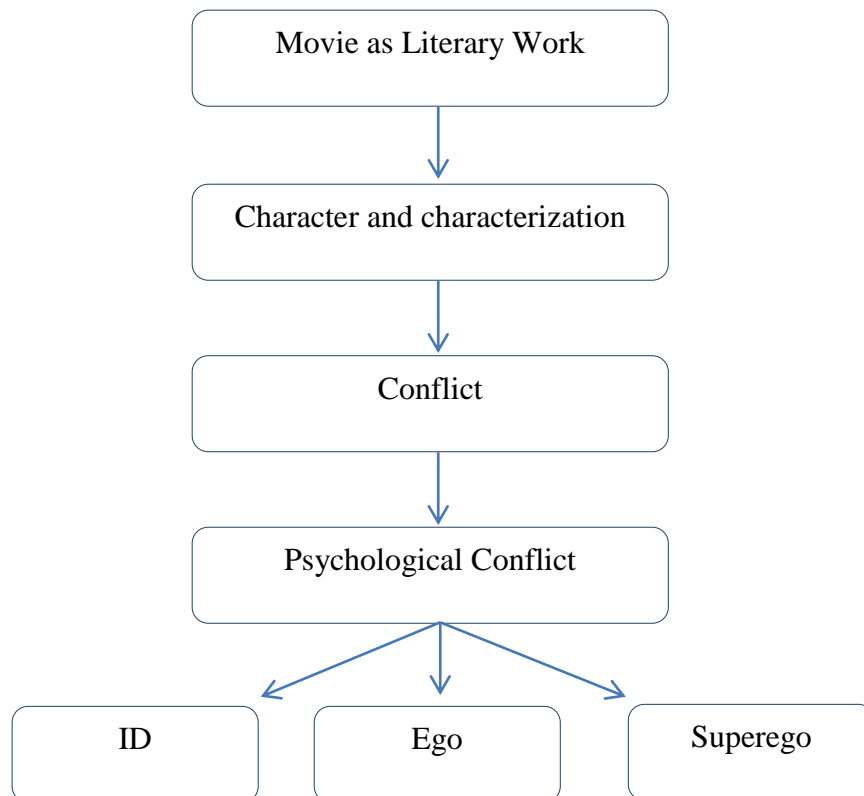 Movie as Literary Work
Character and characterization
Conflict
Psychological Conflict
ID
Ego
Superego